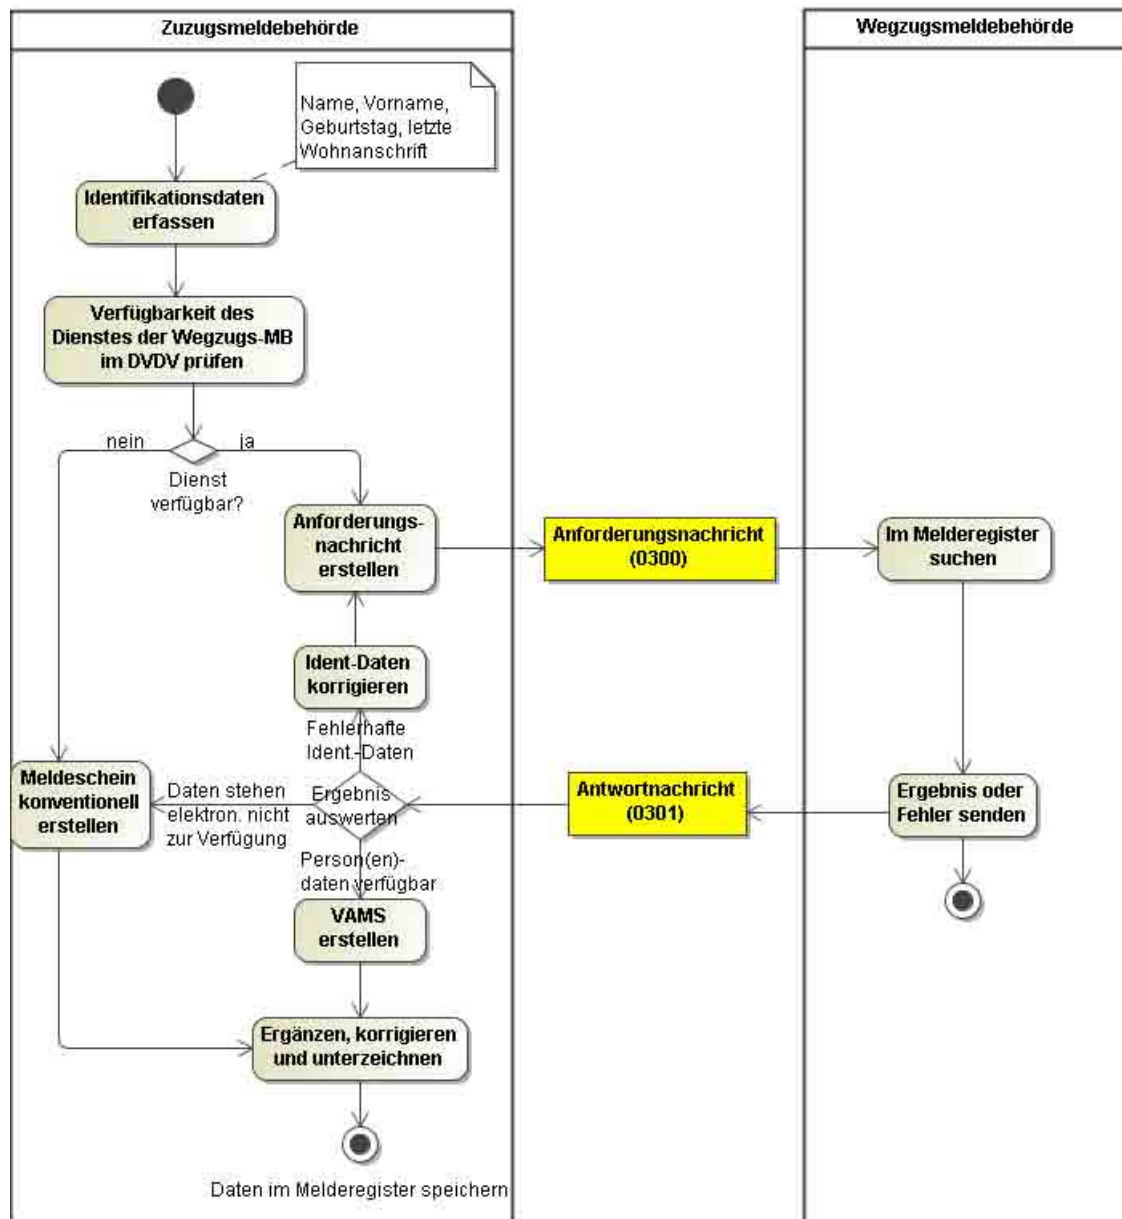 Zuzugsmeldebehörde
Wegzugsmeldebehörde
Name, Vorname,
Geburtstag, letzte
Wohnanschrift
Identifikationsdaten
erfassen
Verfügbarkeit des
Dienstes der Wegzugs-MB
im DVDV prüfen
nein
ja
Dienst
verfügbar?
Anforderungs-
nachricht
erstellen
Anforderungsnachricht
(0300)
Im Melderegister
suchen
Ident-Daten
korrigieren
Fehlerhafte
Ident.-Daten
Meldeschein
konventionell
erstellen
Daten stehen
elektron. nicht
zur Verfügung
Ergebnis
auswerten
Antwortnachricht
(0301)
Ergebnis oder
Fehler senden
Person(en)-
daten verfügbar
VAMS
erstellen
Ergänzen, korrigieren
und unterzeichnen
Daten im Melderegister speichern